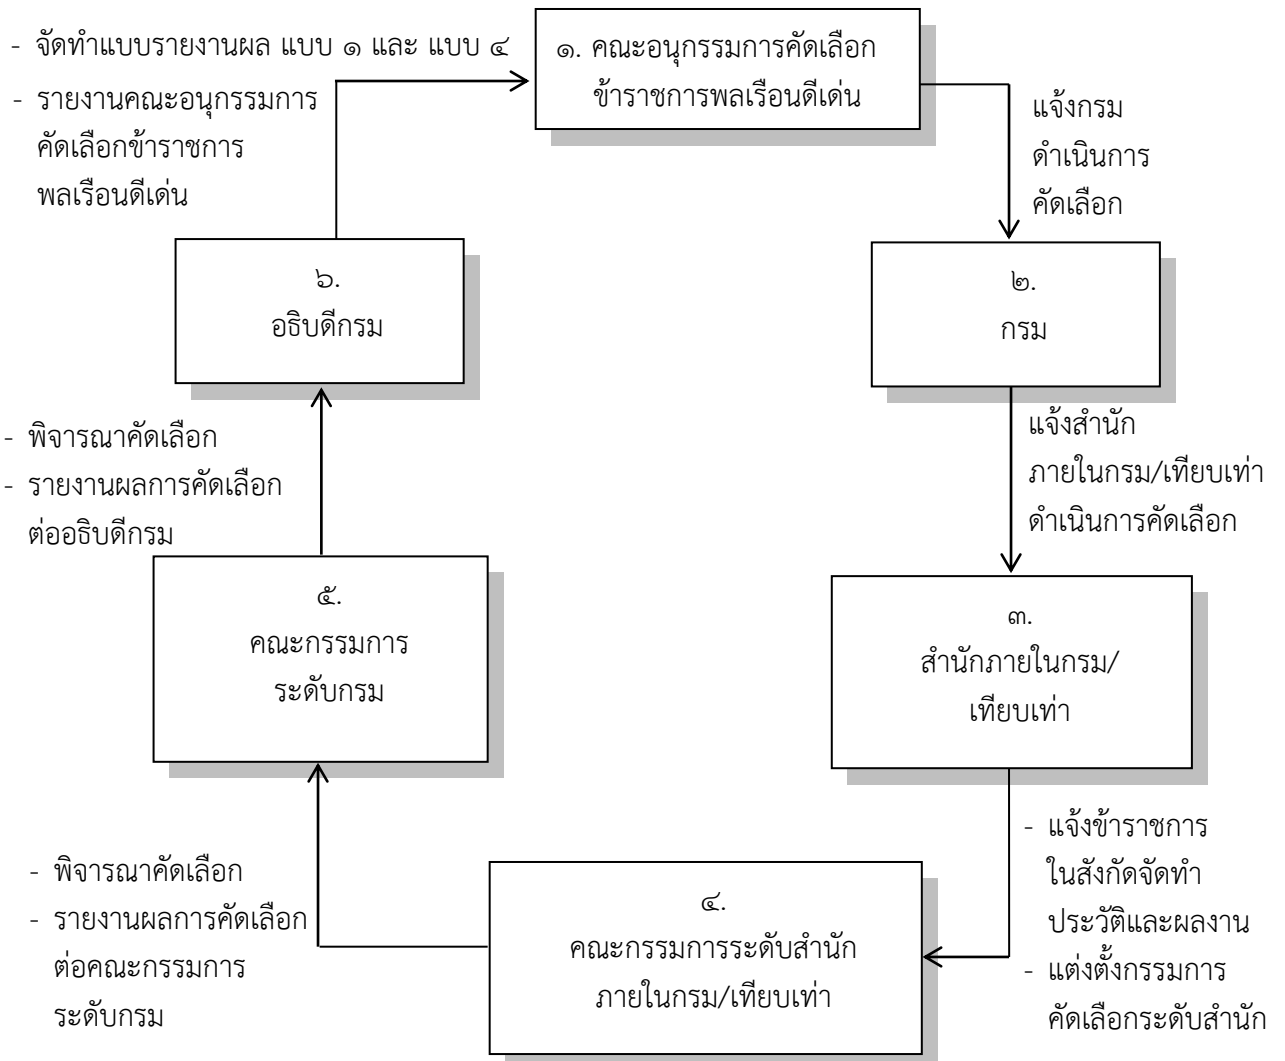 - จัดทำแบบรายงานผล แบบ ๑ และ แบบ ๔
- รายงานคณะอนุกรรมการ
คัดเลือกข้าราชการ
พลเรือนดีเด่น
๑. คณะอนุกรรมการคัดเลือก
ข้าราชการพลเรือนดีเด่น
แจ้งกรม
ดำเนินการ
คัดเลือก
๒.
กรม
แจ้งสำนัก
ภายในกรม/เทียบเท่า
ดำเนินการคัดเลือก
๓.
สำนักภายในกรม/
เทียบเท่า
- แจ้งข้าราชการ
ในสังกัดจัดทำ
ประวัติและผลงาน
- แต่งตั้งกรรมการ
คัดเลือกระดับสำนัก
๔.
คณะกรรมการระดับสำนัก
ภายในกรม/เทียบเท่า
- พิจารณาคัดเลือก
- รายงานผลการคัดเลือก
ต่อคณะกรรมการ
ระดับกรม
๕.
คณะกรรมการ
ระดับกรม
- พิจารณาคัดเลือก
- รายงานผลการคัดเลือก
ต่ออธิบดีกรม
๖.
อธิบดีกรม